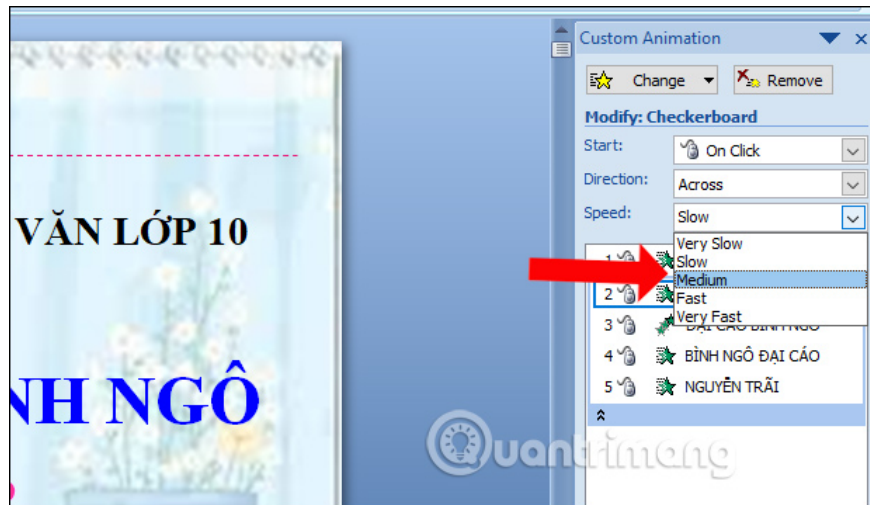 Custom Animation
Change
Remove
Modify: Checkerboard
Start:
On Click
Direction:
Across
Speed:
Slow
Very Slow
Slow
Medium
Fast
Very Fast
1
2
3 ĐẠI CÁO BÌNH NGÔ
4 BÌNH NGÔ ĐẠI CÁO
5 NGUYỄN TRÃI
VĂN LỚP 10
NH NGÔ
Quantrimang